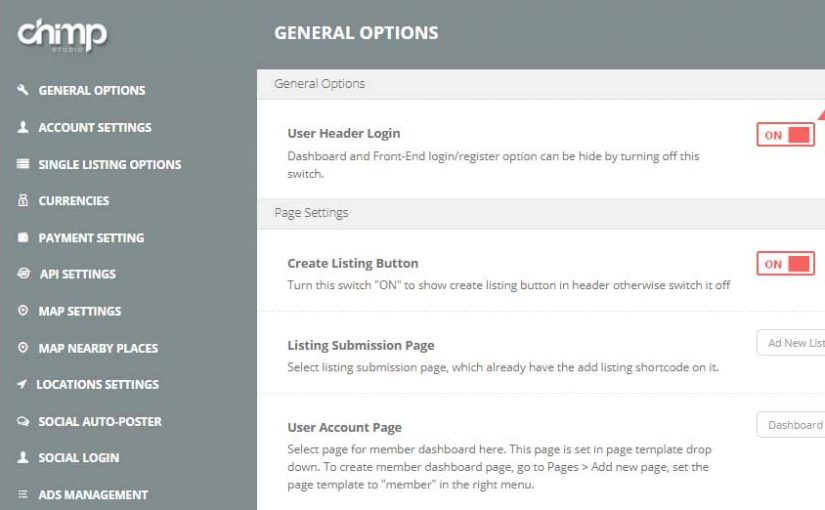 chimp
STUDIO
GENERAL OPTIONS
GENERAL OPTIONS
ACCOUNT SETTINGS
SINGLE LISTING OPTIONS
CURRENCIES
PAYMENT SETTING
API SETTINGS
MAP SETTINGS
MAP NEARBY PLACES
LOCATIONS SETTINGS
SOCIAL AUTO-POSTER
SOCIAL LOGIN
ADS MANAGEMENT
General Options
User Header Login
ON
Dashboard and Front-End login/register option can be hide by turning off this
switch.
Page Settings
Create Listing Button
ON
Turn this switch "ON" to show create listing button in header otherwise switch it off
Listing Submission Page
Ad New List
Select listing submission page, which already have the add listing shortcode on it.
User Account Page
Dashboard
Select page for member dashboard here. This page is set in page template drop
down. To create member dashboard page, go to Pages > Add new page, set the
page template to "member" in the right menu.